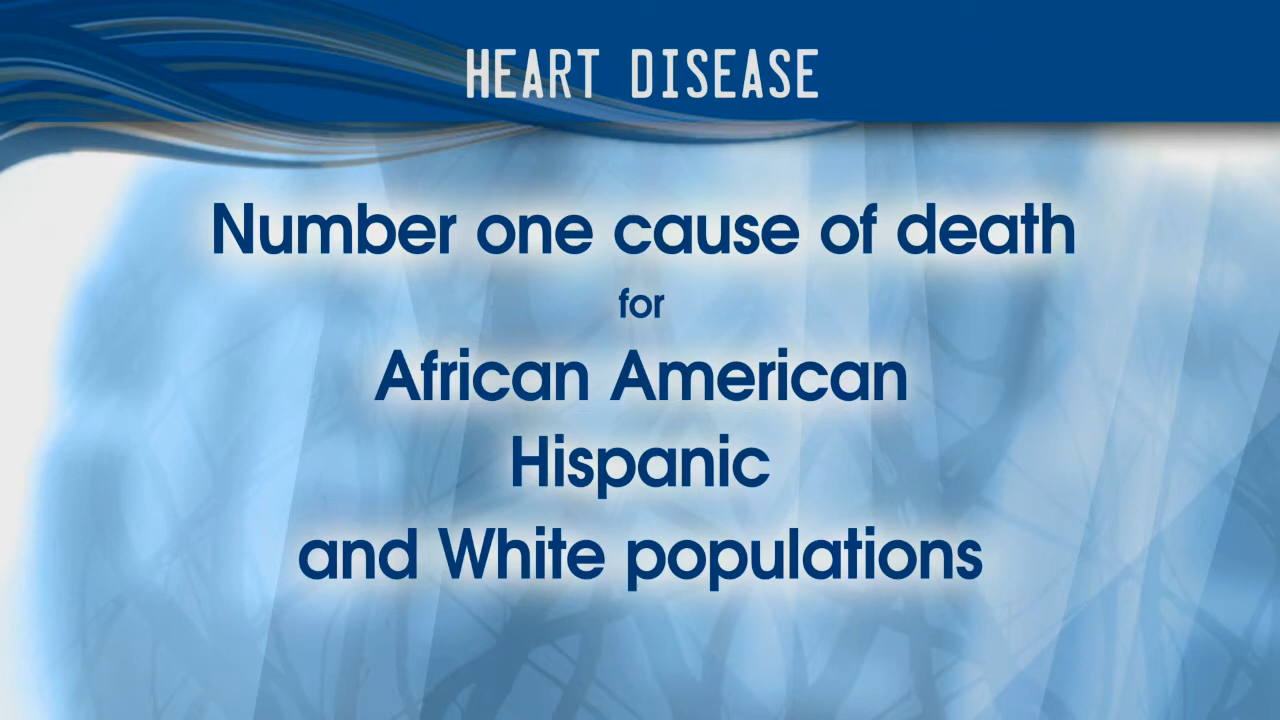 HEART DISEASE
Number one cause of death
for
African American
Hispanic
and White populations